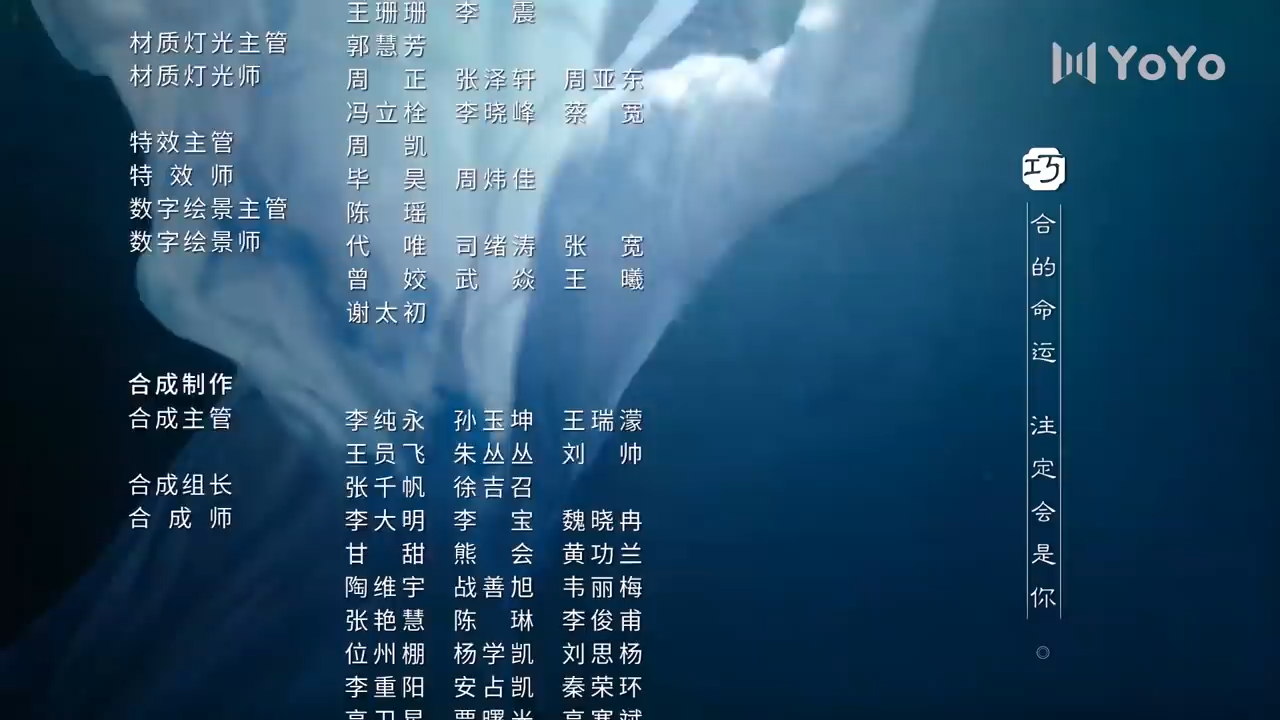 王珊珊 李 震
材质灯光主管 郭慧芳
材质灯光师 周 正 张泽轩 周亚东
冯立栓 李晓峰 蔡 宽
特效主管 周 凯
特 效 师 毕 昊 周炜佳
数字绘景主管 陈 瑶
数字绘景师 代 唯 司绪涛 张 宽
曾 姣 武 焱 王 曦
谢太初
合成制作
合成主管 李纯永 孙玉坤 王瑞濛
王员飞 朱丛丛 刘 帅
合成组长 张千帆 徐吉召
合 成 师 李大明 李 宝 魏晓冉
甘 甜 熊 会 黄功兰
陶维宇 战善旭 韦丽梅
张艳慧 陈 琳 李俊甫
位州棚 杨学凯 刘思杨
李重阳 安占凯 秦荣环
YoYo
巧合的命运 注定会是你